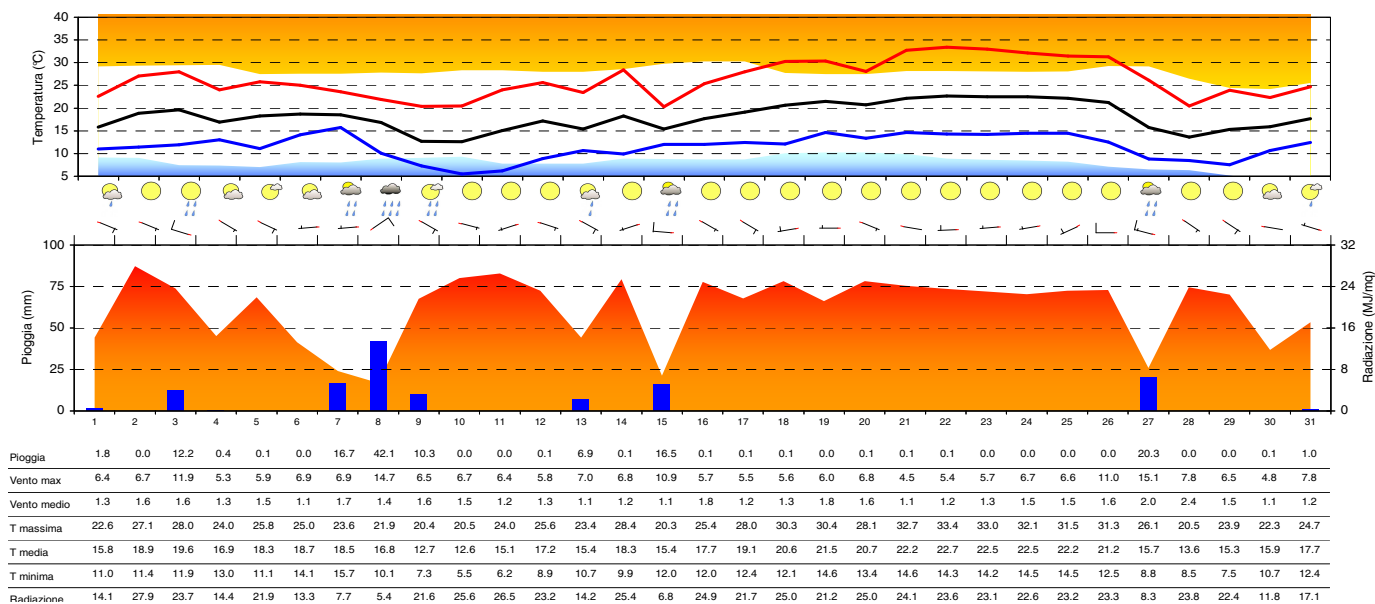 40
35
30
25
20
15
10
5
Temperatura (°C)
100
75
50
25
0
Pioggia (mm)
32
24
16
8
0
Radiazione (MJ/mq)
1 2 3 4 5 6 7 8 9 10 11 12 13 14 15 16 17 18 19 20 21 22 23 24 25 26 27 28 29 30 31
Pioggia 1.8 0.0 12.2 0.4 0.1 0.0 16.7 42.1 10.3 0.0 0.0 0.1 6.9 0.1 16.5 0.1 0.1 0.1 0.0 0.1 0.1 0.0 0.0 0.0 0.0 0.0 20.3 0.0 0.0 0.1 1.0
Vento max 6.4 6.7 11.9 5.3 5.9 6.9 6.9 14.7 6.5 6.7 6.4 5.8 7.0 6.8 10.9 5.7 5.5 5.6 6.0 6.8 4.5 5.4 5.7 6.7 6.6 11.0 15.1 7.8 6.5 4.8 7.8
Vento medio 1.3 1.6 1.6 1.3 1.5 1.1 1.7 1.4 1.6 1.5 1.2 1.3 1.1 1.2 1.1 1.8 1.2 1.3 1.8 1.6 1.1 1.2 1.3 1.5 1.5 1.6 2.0 2.4 1.5 1.1 1.2
T massima 22.6 27.1 28.0 24.0 25.8 25.0 23.6 21.9 20.4 20.5 24.0 25.6 23.4 28.4 20.3 25.4 28.0 30.3 30.4 28.1 32.7 33.4 33.0 32.1 31.5 31.3 26.1 20.5 23.9 22.3 24.7
T media 15.8 18.9 19.6 16.9 18.3 18.7 18.5 16.8 12.7 12.6 15.1 17.2 15.4 18.3 15.4 17.7 19.1 20.6 21.5 20.7 22.2 22.7 22.5 22.5 22.2 21.2 15.7 13.6 15.3 15.9 17.7
T minima 11.0 11.4 11.9 13.0 11.1 14.1 15.7 10.1 7.3 5.5 6.2 8.9 10.7 9.9 12.0 12.0 12.4 12.1 14.6 13.4 14.6 14.3 14.2 14.5 14.5 12.5 8.8 8.5 7.5 10.7 12.4
Radiazione 14.1 27.9 23.7 14.4 21.9 13.3 7.7 5.4 21.6 25.6 26.5 23.2 14.2 25.4 6.8 24.9 21.7 25.0 21.2 25.0 24.1 23.6 23.1 22.6 23.2 23.3 8.3 23.8 22.4 11.8 17.1